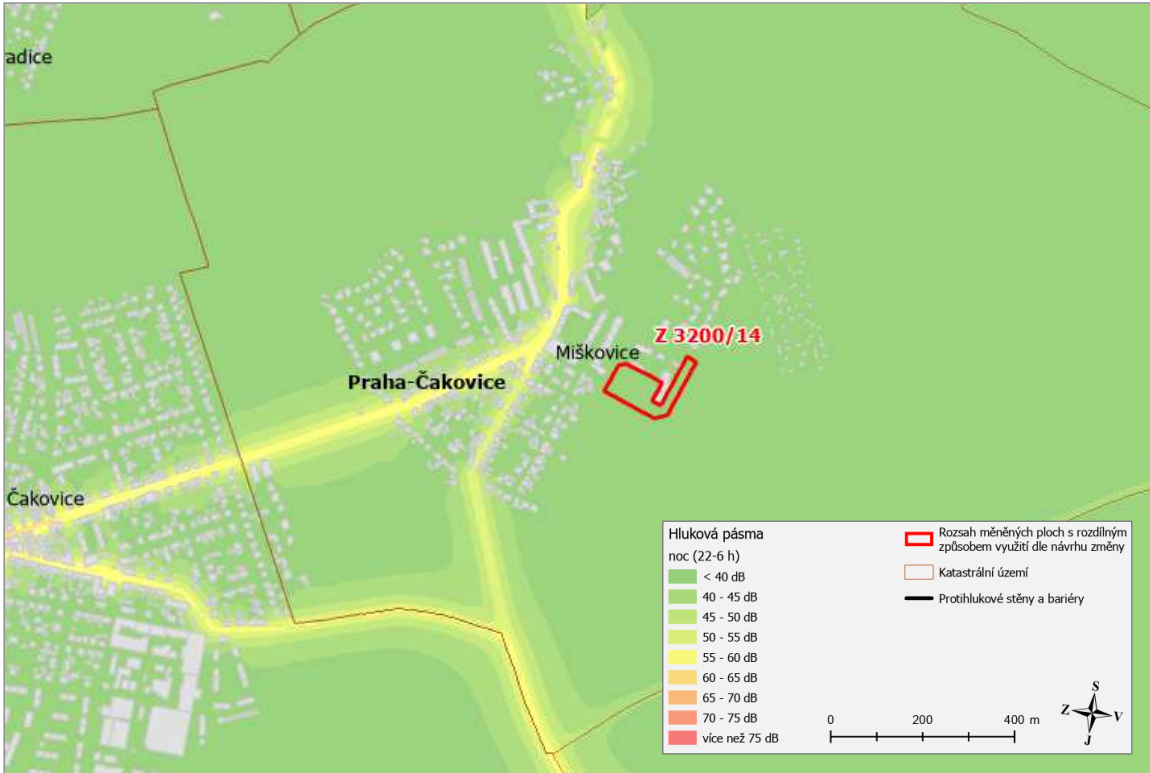 adice
Z 3200/14
Miškovice
Praha-Čakovice
Čakovice
Hluková pásma
noc (22-6 h)
< 40 dB
40 - 45 dB
45 - 50 dB
50 - 55 dB
55 - 60 dB
60 - 65 dB
65 - 70 dB
70 - 75 dB
více než 75 dB
Rozsah měněných ploch s rozdílným
způsobem využití dle návrhu změny
Katastrální území
Protihlukové stěny a bariéry
0 200 400 m
S
Z V
J